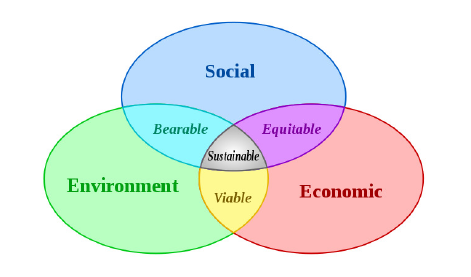 Social
Bearable
Equitable
Sustainable
Environment
Viable
Economic